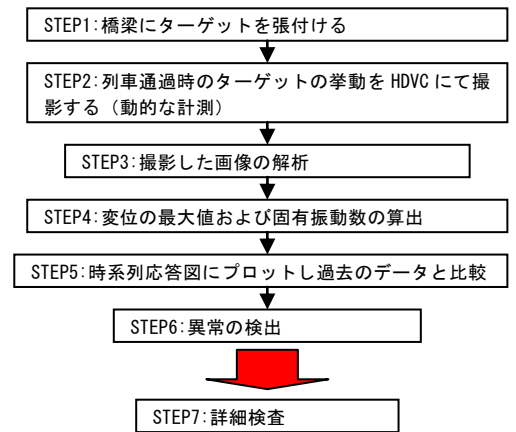 STEP1:橋梁にターゲットを張付ける
STEP2:列車通過時のターゲットの挙動を HDVC にて撮
影する（動的な計測）
STEP3:撮影した画像の解析
STEP4:変位の最大値および固有振動数の算出
STEP5:時系列応答図にプロットし過去のデータと比較
STEP6:異常の検出
STEP7:詳細検査